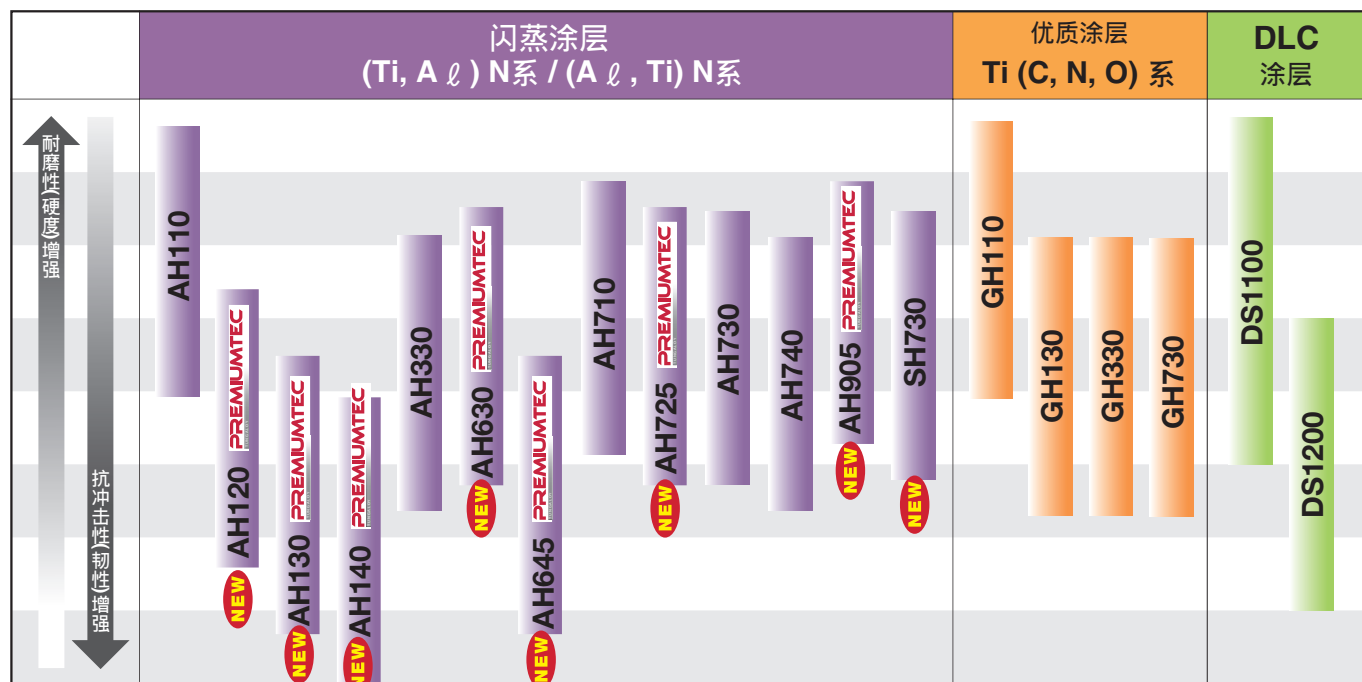 闪蒸涂层
(Ti, A ℓ ) N系 / (A ℓ , Ti) N系
优质涂层
Ti (C, N, O) 系
DLC
涂层
耐磨性(硬度)增强
抗冲击性(韧性)增强
AH110
AH120 PREMIUMTEC
NEW
AH130 PREMIUMTEC
NEW
AH140 PREMIUMTEC
NEW
AH330
AH630 PREMIUMTEC
NEW
AH645 PREMIUMTEC
NEW
AH710
AH725 PREMIUMTEC
NEW
AH730
AH740
AH905 PREMIUMTEC
NEW
SH730
NEW
GH110
GH130
GH330
GH730
DS1100
DS1200